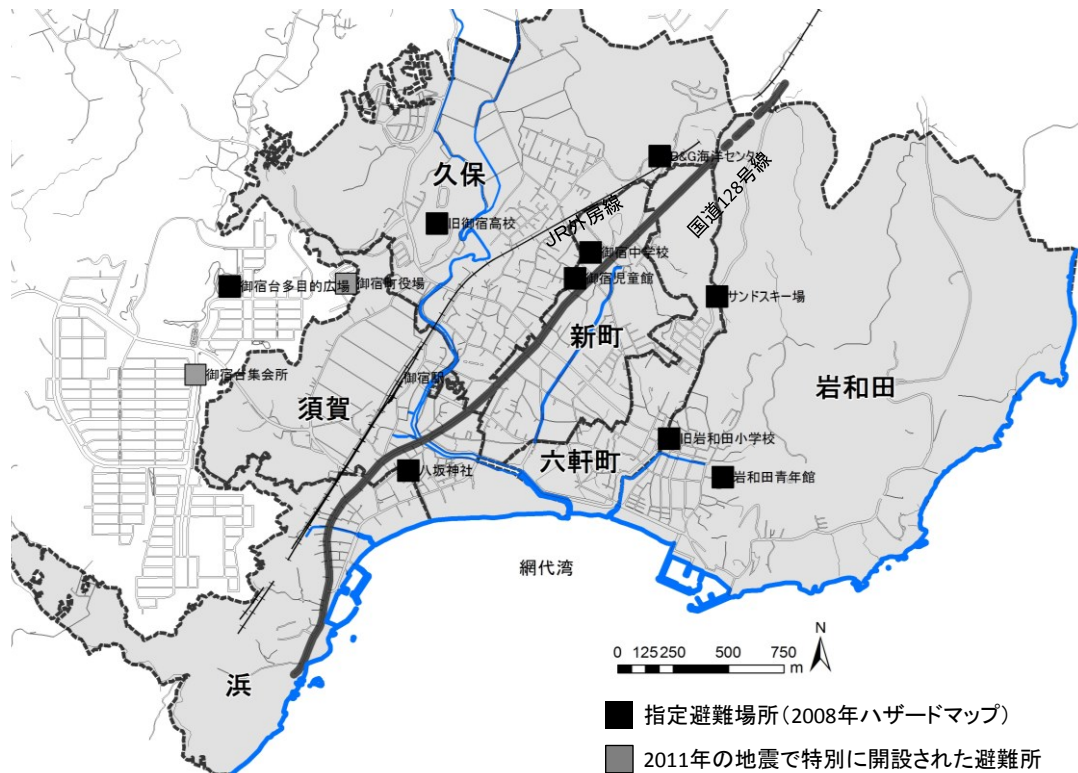 B&G海洋センター
久保
JR外房線
国道128号線
旧御宿高校
御宿中学校
御宿台多目的広場
御宿町役場
御宿児童館
サンドスキー場
新町
御宿台集会所
御宿駅
須賀
岩和田
旧岩和田小学校
八坂神社
六軒町
岩和田青年館
網代湾
N
0 125 250 500 750
m
浜
指定避難場所(2008年ハザードマップ)
2011年の地震で特別に開設された避難所